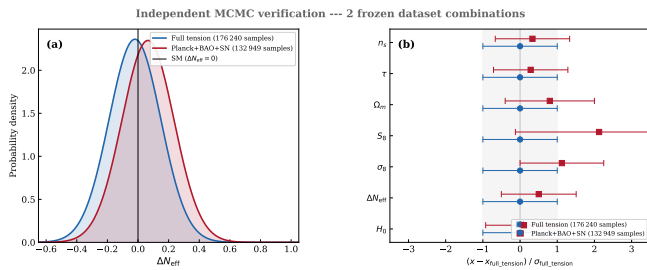 Independent MCMC verification --- 2 frozen dataset combinations
(a)
Full tension (176 240 samples)
Planck+BAO+SN (132 949 samples)
SM (ΔN_eff = 0)
Probability density
2.0
1.5
1.0
0.5
0.0
−0.6 −0.4 −0.2 0.0 0.2 0.4 0.6 0.8 1.0
ΔN_eff
(b)
n_s
τ
Ω_m
S_8
σ_8
ΔN_eff
H_0
Full tension (176 240 samples)
Planck+BAO+SN (132 949 samples)
−3 −2 −1 0 1 2 3
(x − x_full_tension) / σ_full_tension